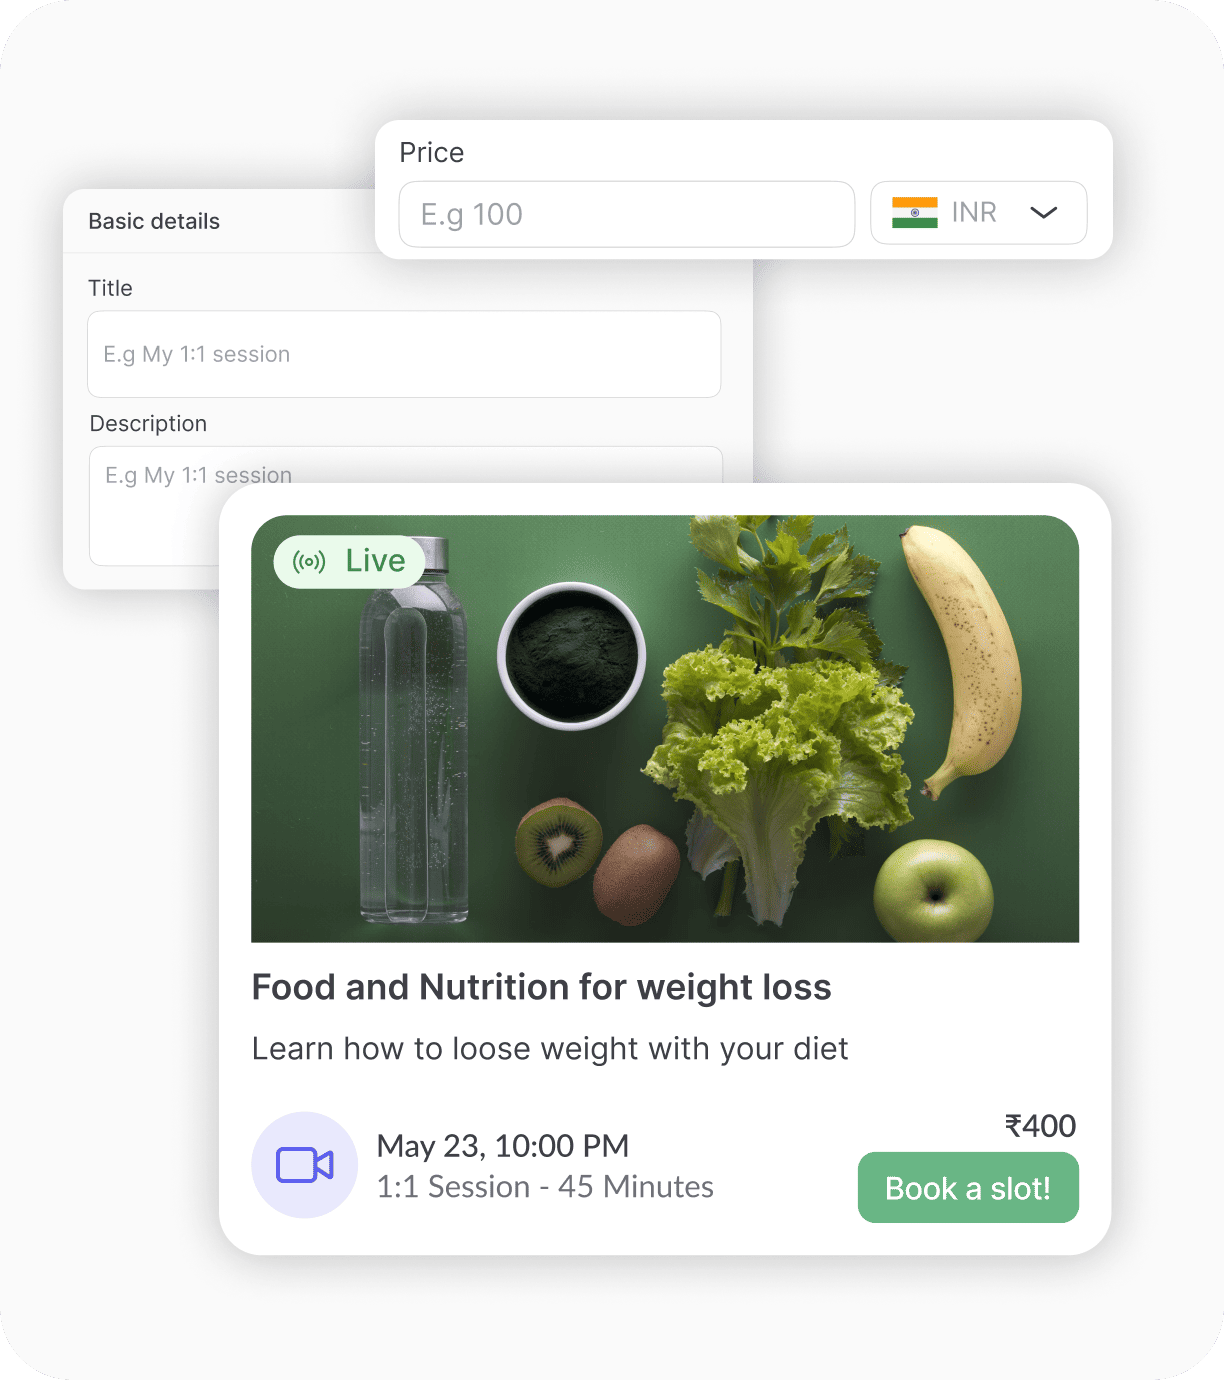 Price
E.g 100
INR
Basic details
Title
E.g My 1:1 session
Description
E.g My 1:1 session
Live
Food and Nutrition for weight loss
Learn how to loose weight with your diet
May 23, 10:00 PM
1:1 Session - 45 Minutes
₹400
Book a slot!